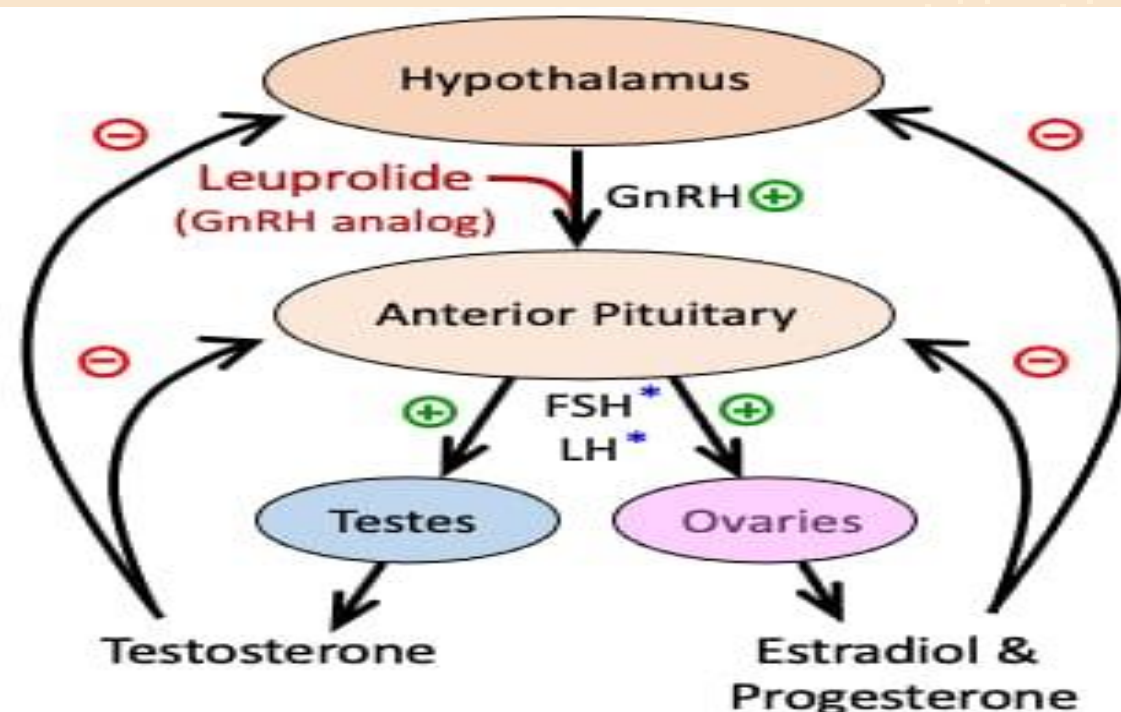 Hypothalamus
⊖
⊖
Leuprolide
(GnRH analog)
GnRH ⊕
Anterior Pituitary
⊖
⊖
⊕
FSH *
LH *
⊕
Testes
Ovaries
Testosterone
Estradiol &
Progesterone